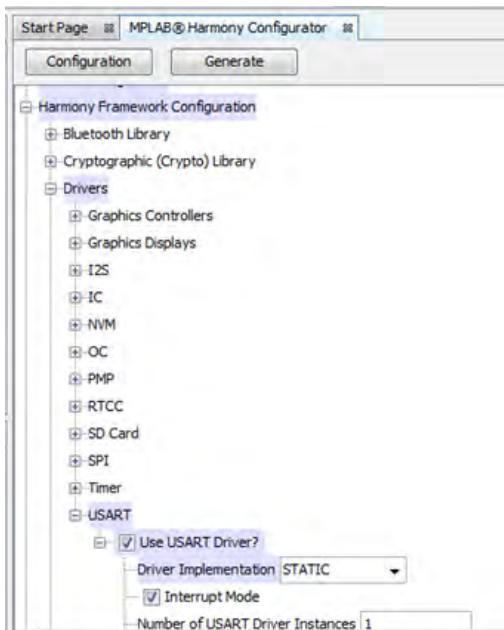 Start Page MPLAB® Harmony Configurator
Configuration Generate
Harmony Framework Configuration
Bluetooth Library
Cryptographic (Crypto) Library
Drivers
Graphics Controllers
Graphics Displays
I2S
IC
NVM
OC
PMP
RTCC
SD Card
SPI
Timer
USART
Use USART Driver?
Driver Implementation STATIC
Interrupt Mode
Number of USART Driver Instances 1